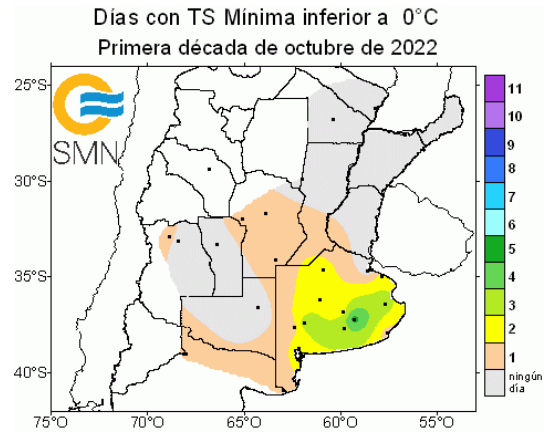 Días con TS Mínima inferior a 0°C
Primera década de octubre de 2022
25°S
30°S
35°S
40°S
75°O
70°O
65°O
60°O
55°O
SMN
11
10
9
8
7
6
5
4
3
2
1
ningún
día